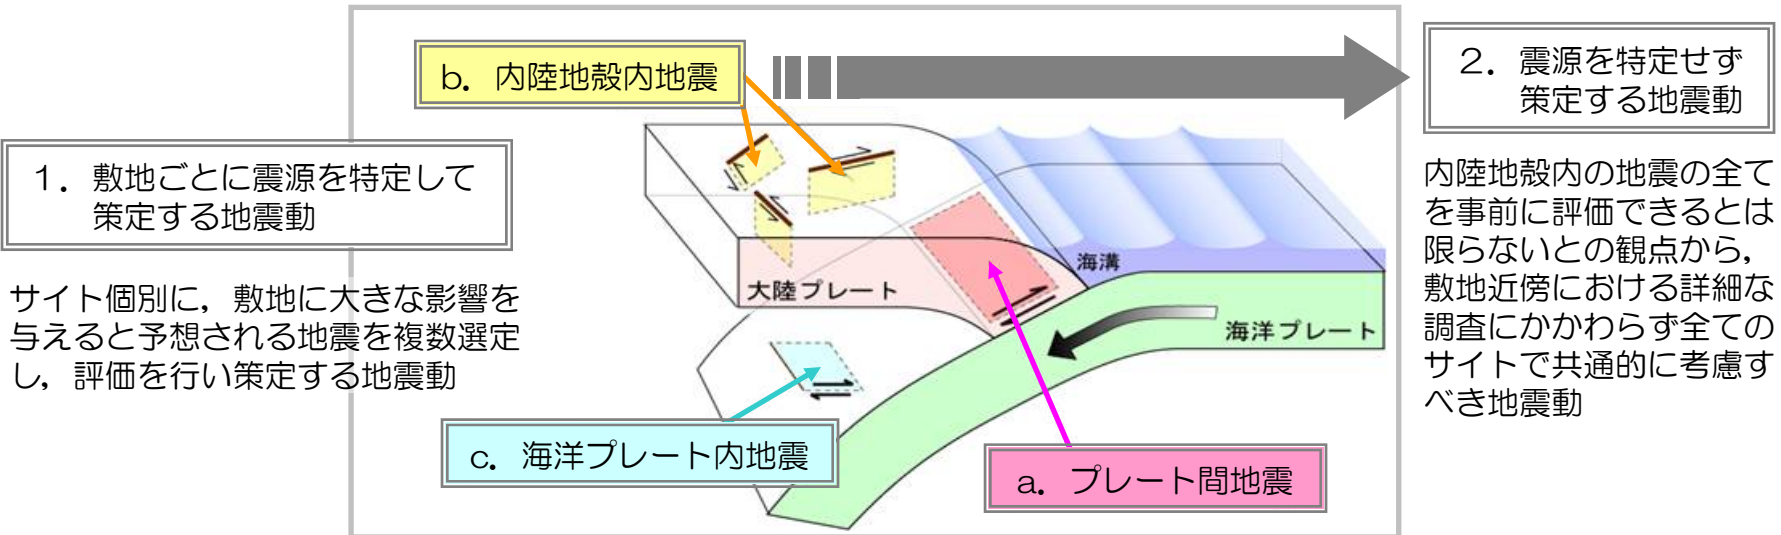 1．敷地ごとに震源を特定して
策定する地震動
サイト個別に，敷地に大きな影響を
与えると予想される地震を複数選定
し，評価を行い策定する地震動
b．内陸地殻内地震
大陸プレート
海溝
海洋プレート
c．海洋プレート内地震
a．プレート間地震
2．震源を特定せず
策定する地震動
内陸地殻内の地震の全て
を事前に評価できるとは
限らないとの観点から，
敷地近傍における詳細な
調査にかかわらず全ての
サイトで共通的に考慮す
べき地震動